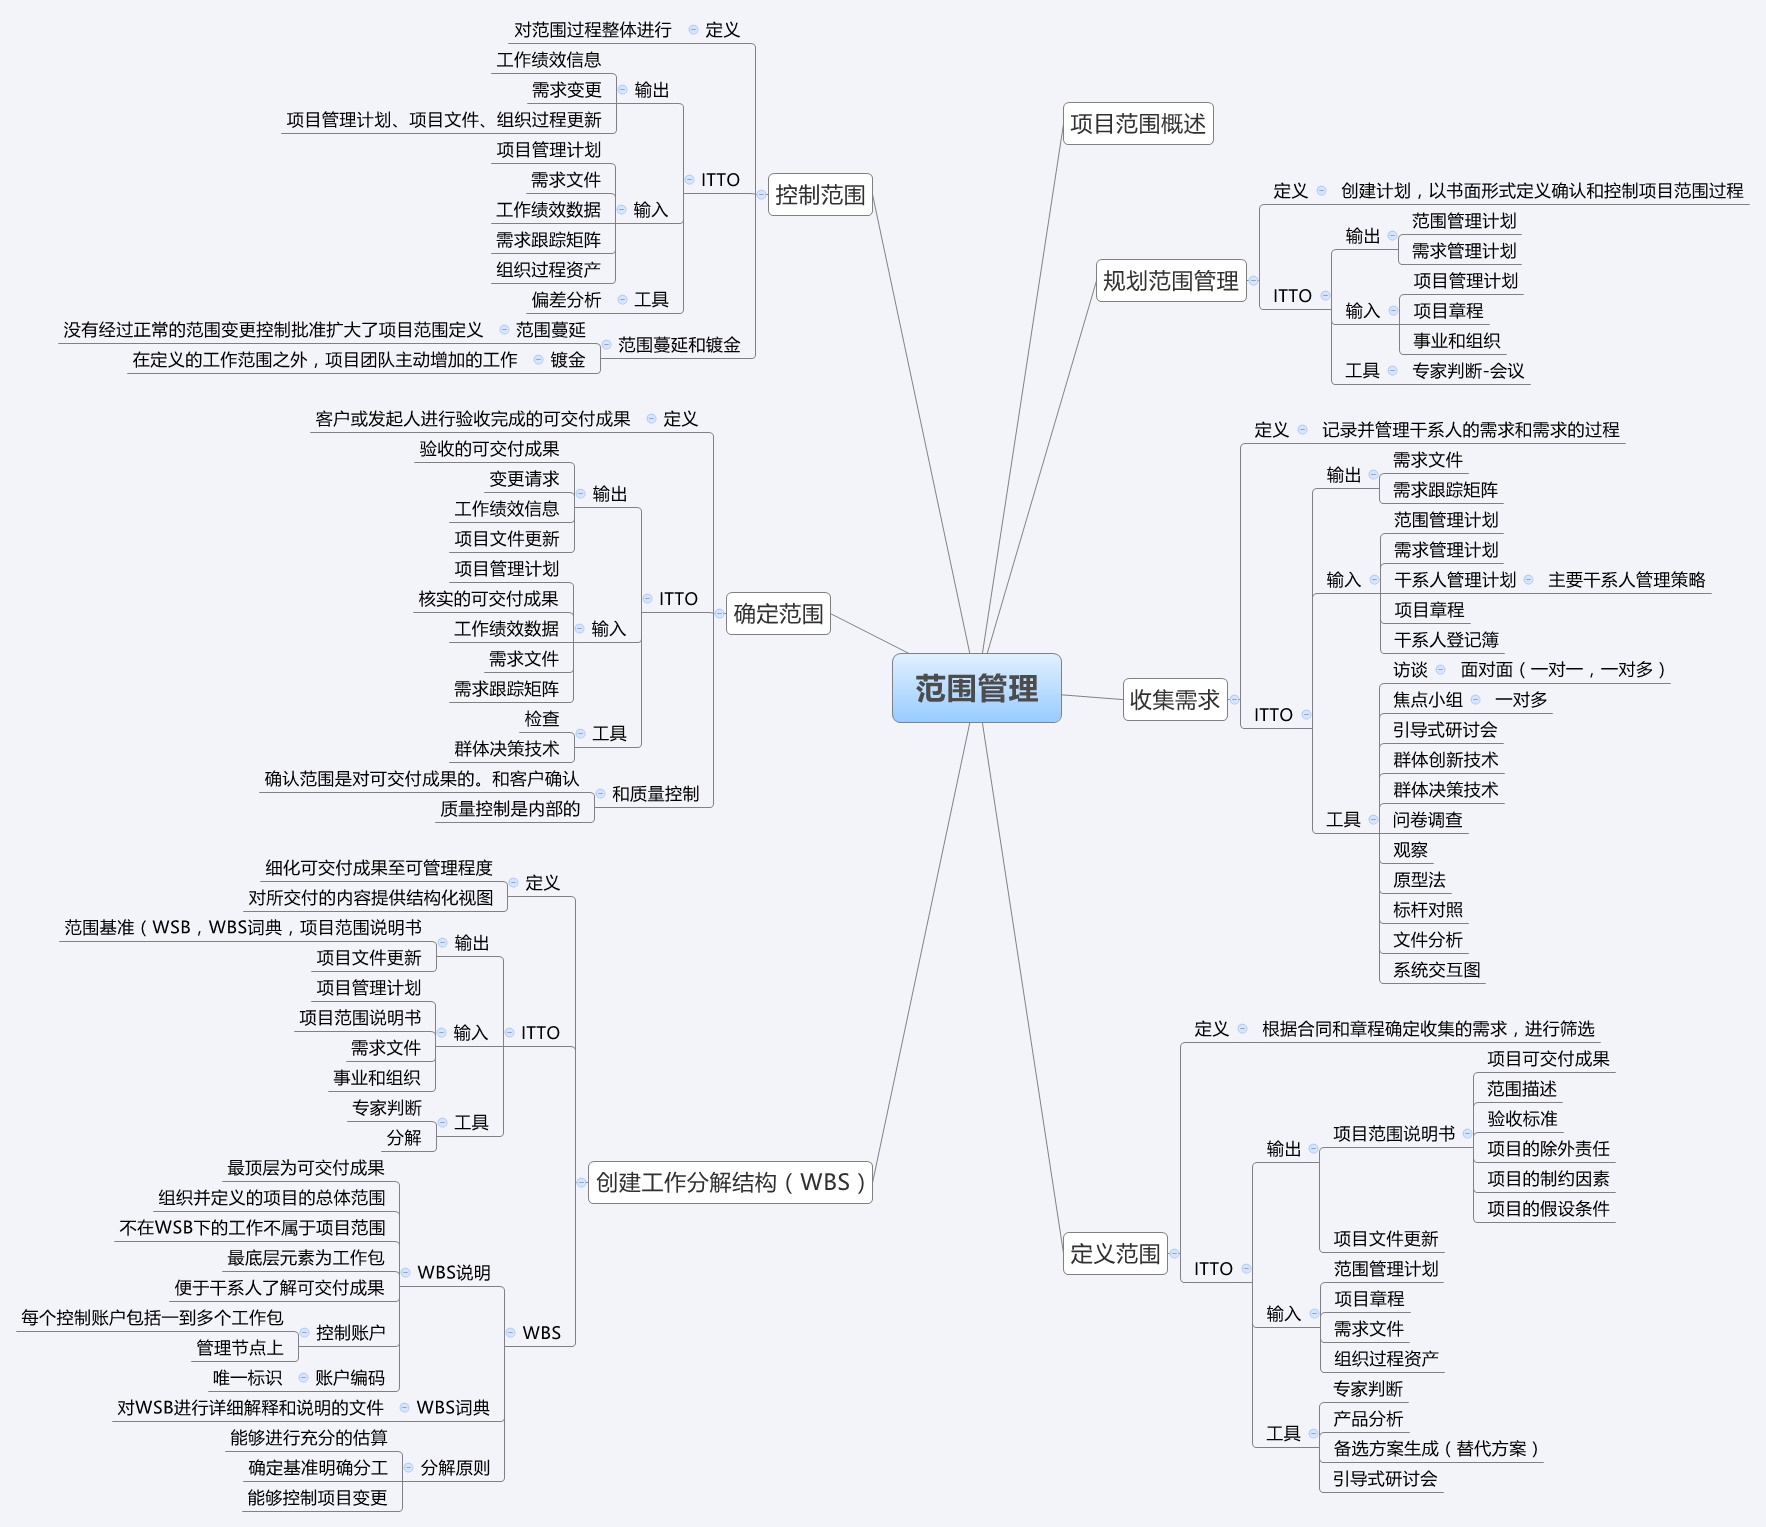 范围管理
项目范围概述
规划范围管理
定义
创建计划，以书面形式定义确认和控制项目范围过程
ITTO
输出
范围管理计划
需求管理计划
输入
项目管理计划
项目章程
事业和组织
工具
专家判断-会议
收集需求
定义
记录并管理干系人的需求和需求的过程
ITTO
输出
需求文件
需求跟踪矩阵
输入
范围管理计划
需求管理计划
干系人管理计划
主要干系人管理策略
项目章程
干系人登记簿
工具
访谈
面对面（一对一，一对多）
焦点小组
一对多
引导式研讨会
群体创新技术
群体决策技术
问卷调查
观察
原型法
标杆对照
文件分析
系统交互图
定义范围
定义
根据合同和章程确定收集的需求，进行筛选
ITTO
输出
项目范围说明书
项目可交付成果
范围描述
验收标准
项目的除外责任
项目的制约因素
项目的假设条件
项目文件更新
输入
范围管理计划
项目章程
需求文件
组织过程资产
工具
专家判断
产品分析
备选方案生成（替代方案）
引导式研讨会
创建工作分解结构（WBS）
定义
细化可交付成果至可管理程度
对所交付的内容提供结构化视图
ITTO
输出
范围基准（WSB，WBS词典，项目范围说明书
项目文件更新
输入
项目管理计划
项目范围说明书
需求文件
事业和组织
工具
专家判断
分解
WBS
WBS说明
最顶层为可交付成果
组织并定义的项目的总体范围
不在WSB下的工作不属于项目范围
最底层元素为工作包
便于干系人了解可交付成果
控制账户
每个控制账户包括一到多个工作包
管理节点上
账户编码
唯一标识
WBS词典
对WSB进行详细解释和说明的文件
分解原则
能够进行充分的估算
确定基准明确分工
能够控制项目变更
确定范围
定义
客户或发起人进行验收完成的可交付成果
ITTO
输出
验收的可交付成果
变更请求
工作绩效信息
项目文件更新
输入
项目管理计划
核实的可交付成果
工作绩效数据
需求文件
需求跟踪矩阵
工具
检查
群体决策技术
和质量控制
确认范围是对可交付成果的。和客户确认
质量控制是内部的
控制范围
定义
对范围过程整体进行
ITTO
输出
工作绩效信息
需求变更
项目管理计划、项目文件、组织过程更新
输入
项目管理计划
需求文件
工作绩效数据
需求跟踪矩阵
组织过程资产
工具
偏差分析
范围蔓延和镀金
范围蔓延
没有经过正常的范围变更控制批准扩大了项目范围定义
镀金
在定义的工作范围之外，项目团队主动增加的工作